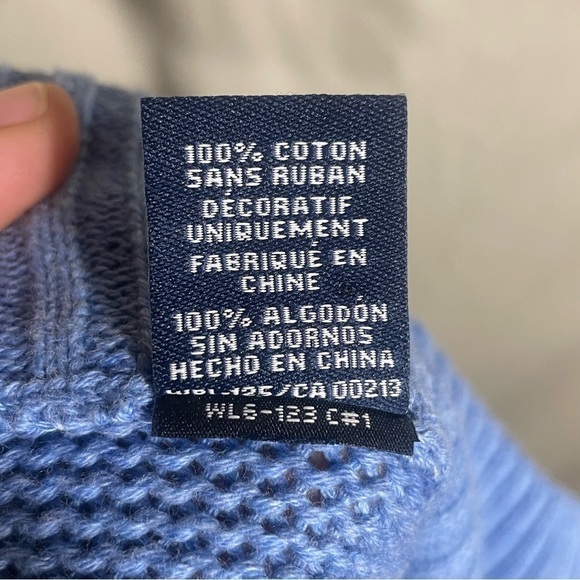 100% COTON
SANS RUBAN
DÉCORATIF
UNIQUEMENT
FABRIQUÉ EN
CHINE
100% ALGODÓN
SIN ADORNOS
HECHO EN CHINA
CA 00213
WL6-123 C#1